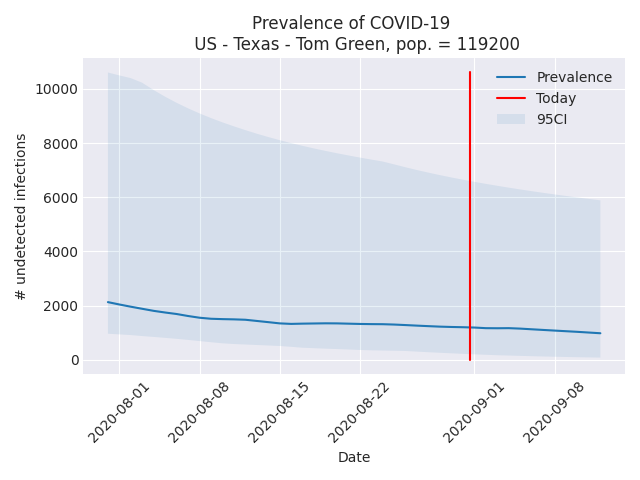 Prevalence of COVID-19
US - Texas - Tom Green, pop. = 119200
# undetected infections
10000
8000
6000
4000
2000
0
Prevalence
Today
95CI
2020-08-01
2020-08-08
2020-08-15
2020-08-22
2020-09-01
2020-09-08
Date